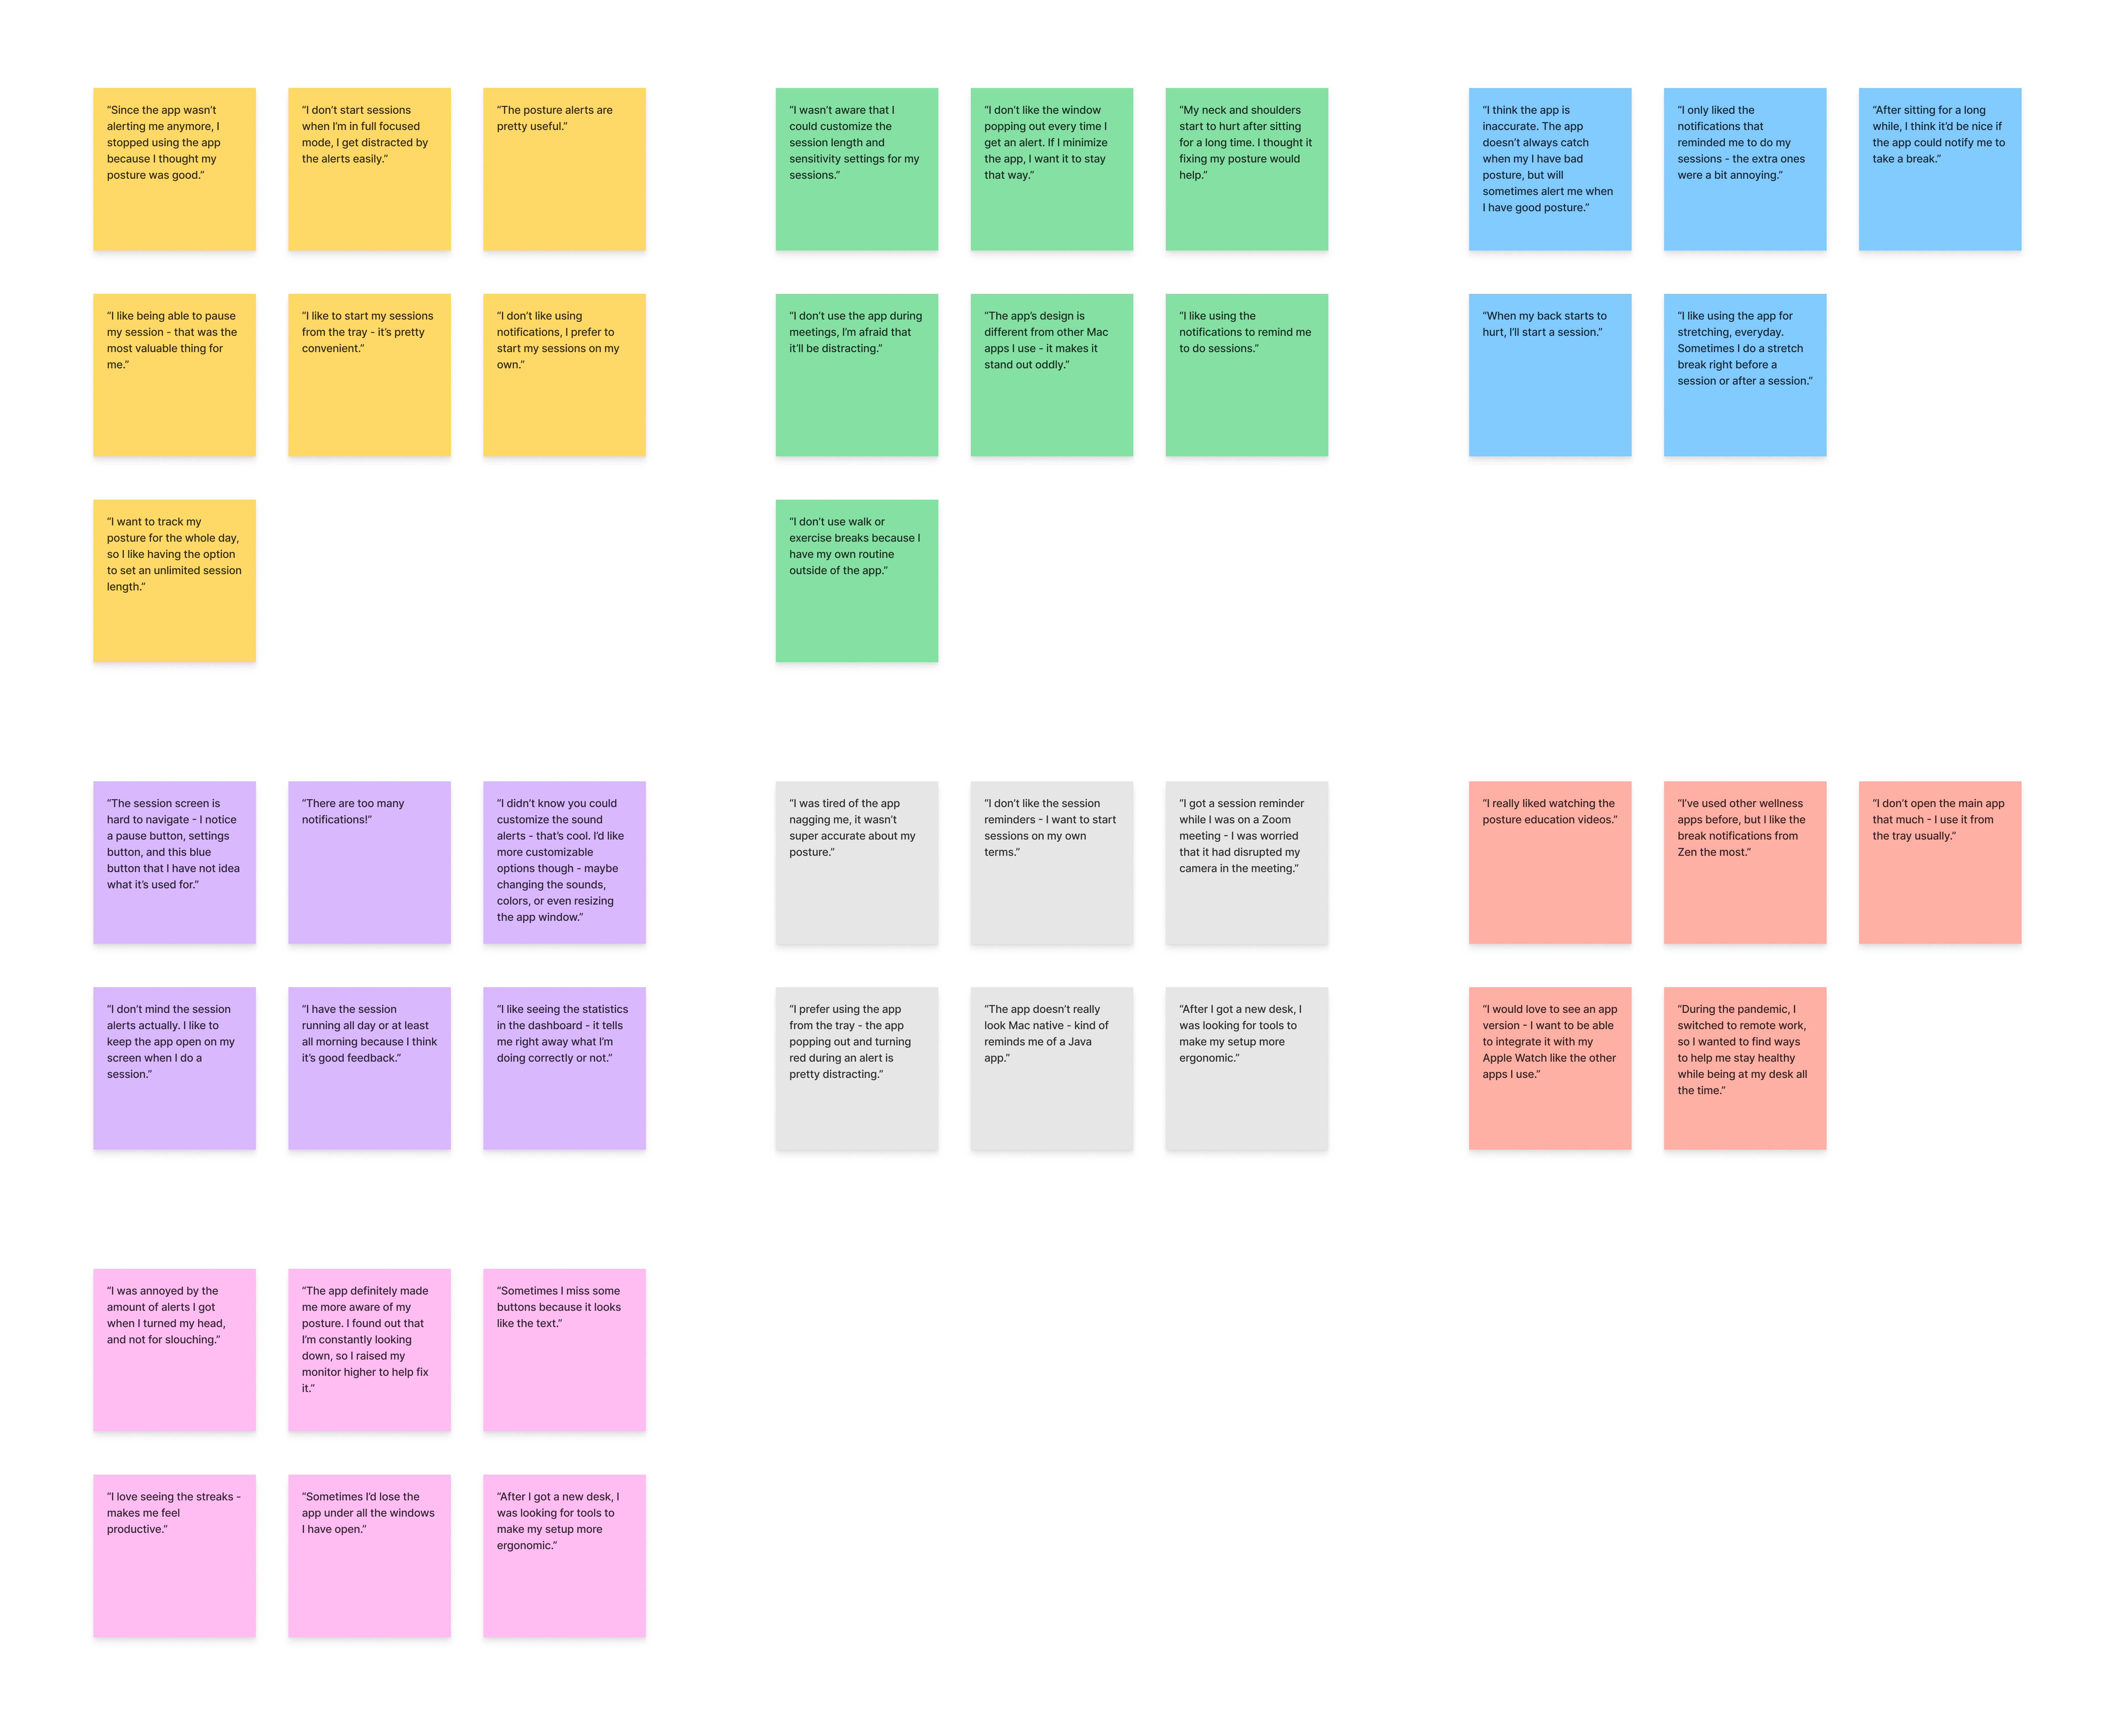 “Since the app wasn’t
alerting me anymore, I
stopped using the app
because I thought my
posture was good.”
“I don’t start sessions
when I’m in full focused
mode, I get distracted by
the alerts easily.”
“The posture alerts are
pretty useful.”
“I like being able to pause
my session - that was the
most valuable thing for
me.”
“I like to start my sessions
from the tray - it’s pretty
convenient.”
“I don’t like using
notifications, I prefer to
start my sessions on my
own.”
“I want to track my
posture for the whole day,
so I like having the option
to set an unlimited session
length.”
“I wasn’t aware that I
could customize the
session length and
sensitivity settings for my
sessions.”
“I don’t like the window
popping out every time I
get an alert. If I minimize
the app, I want it to stay
that way.”
“My neck and shoulders
start to hurt after sitting
for a long time. I thought it
fixing my posture would
help.”
“I don’t use the app during
meetings, I’m afraid that
it’ll be distracting.”
“The app’s design is
different from other Mac
apps I use - it makes it
stand out oddly.”
“I like using the
notifications to remind me
to do sessions.”
“I don’t use walk or
exercise breaks because I
have my own routine
outside of the app.”
“I think the app is
inaccurate. The app
doesn’t always catch
when my I have bad
posture, but will
sometimes alert me when
I have good posture.”
“I only liked the
notifications that
reminded me to do my
sessions - the extra ones
were a bit annoying.”
“After sitting for a long
while, I think it’d be nice if
the app could notify me to
take a break.”
“When my back starts to
hurt, I’ll start a session.”
“I like using the app for
stretching, everyday.
Sometimes I do a stretch
break right before a
session or after a session.”
“The session screen is
hard to navigate - I notice
a pause button, settings
button, and this blue
button that I have not idea
what it’s used for.”
“There are too many
notifications!”
“I didn’t know you could
customize the sound
alerts - that’s cool. I’d like
more customizable
options though - maybe
changing the sounds,
colors, or even resizing
the app window.”
“I don’t mind the session
alerts actually. I like to
keep the app open on my
screen when I do a
session.”
“I have the session
running all day or at least
all morning because I think
it’s good feedback.”
“I like seeing the statistics
in the dashboard - it tells
me right away what I’m
doing correctly or not.”
“I was tired of the app
nagging me, it wasn’t
super accurate about my
posture.”
“I don’t like the session
reminders - I want to start
sessions on my own
terms.”
“I got a session reminder
while I was on a Zoom
meeting - I was worried
that it had disrupted my
camera in the meeting.”
“I prefer using the app
from the tray - the app
popping out and turning
red during an alert is
pretty distracting.”
“The app doesn’t really
look Mac native - kind of
reminds me of a Java
app.”
“After I got a new desk, I
was looking for tools to
make my setup more
ergonomic.”
“I really liked watching the
posture education videos.”
“I’ve used other wellness
apps before, but I like the
break notifications from
Zen the most.”
“I don’t open the main app
that much - I use it from
the tray usually.”
“I would love to see an app
version - I want to be able
to integrate it with my
Apple Watch like the other
apps I use.”
“During the pandemic, I
switched to remote work,
so I wanted to find ways
to help me stay healthy
while being at my desk all
the time.”
“I was annoyed by the
amount of alerts I got
when I turned my head,
and not for slouching.”
“The app definitely made
me more aware of my
posture. I found out that
I’m constantly looking
down, so I raised my
monitor higher to help fix
it.”
“Sometimes I miss some
buttons because it looks
like the text.”
“I love seeing the streaks -
makes me feel
productive.”
“Sometimes I’d lose the
app under all the windows
I have open.”
“After I got a new desk, I
was looking for tools to
make my setup more
ergonomic.”